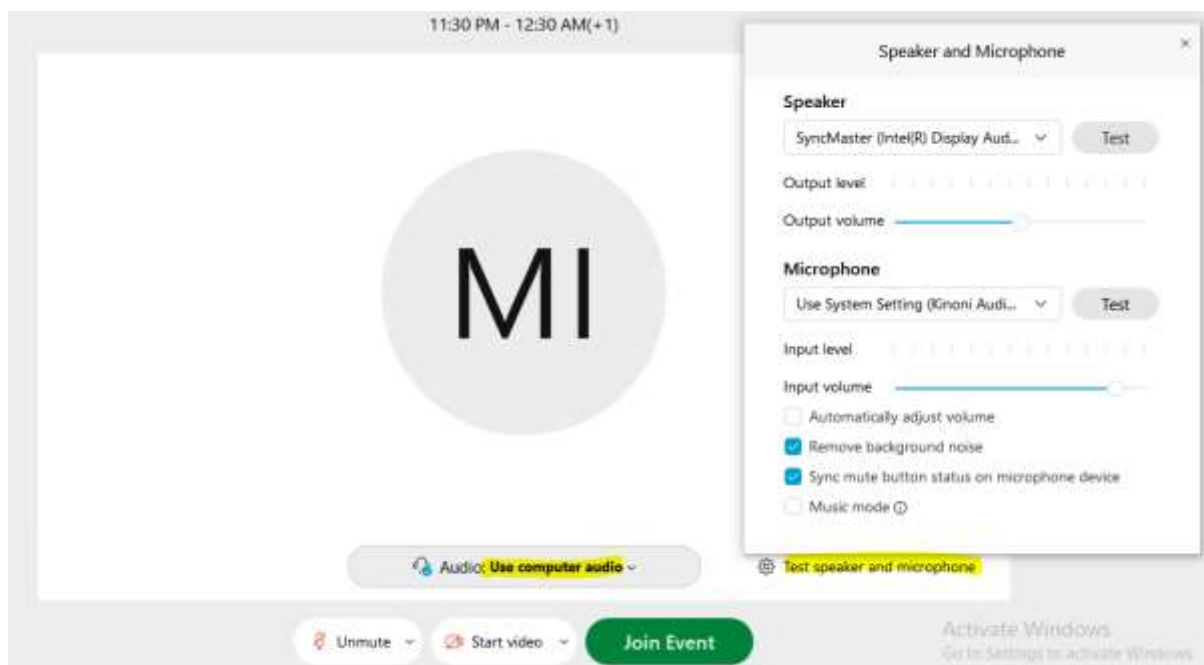 11:30 PM - 12:30 AM(+1)
Speaker and Microphone
Speaker
SyncMaster (Intel(R) Display Aud...
Test
Output level
Output volume
Microphone
Use System Setting (Kinoni Audi...
Test
Input level
Input volume
Automatically adjust volume
Remove background noise
Sync mute button status on microphone device
Music mode
MI
Audio: Use computer audio
Test speaker and microphone
Unmute
Start video
Join Event
Activate Windows
Go to Settings to activate Windows.